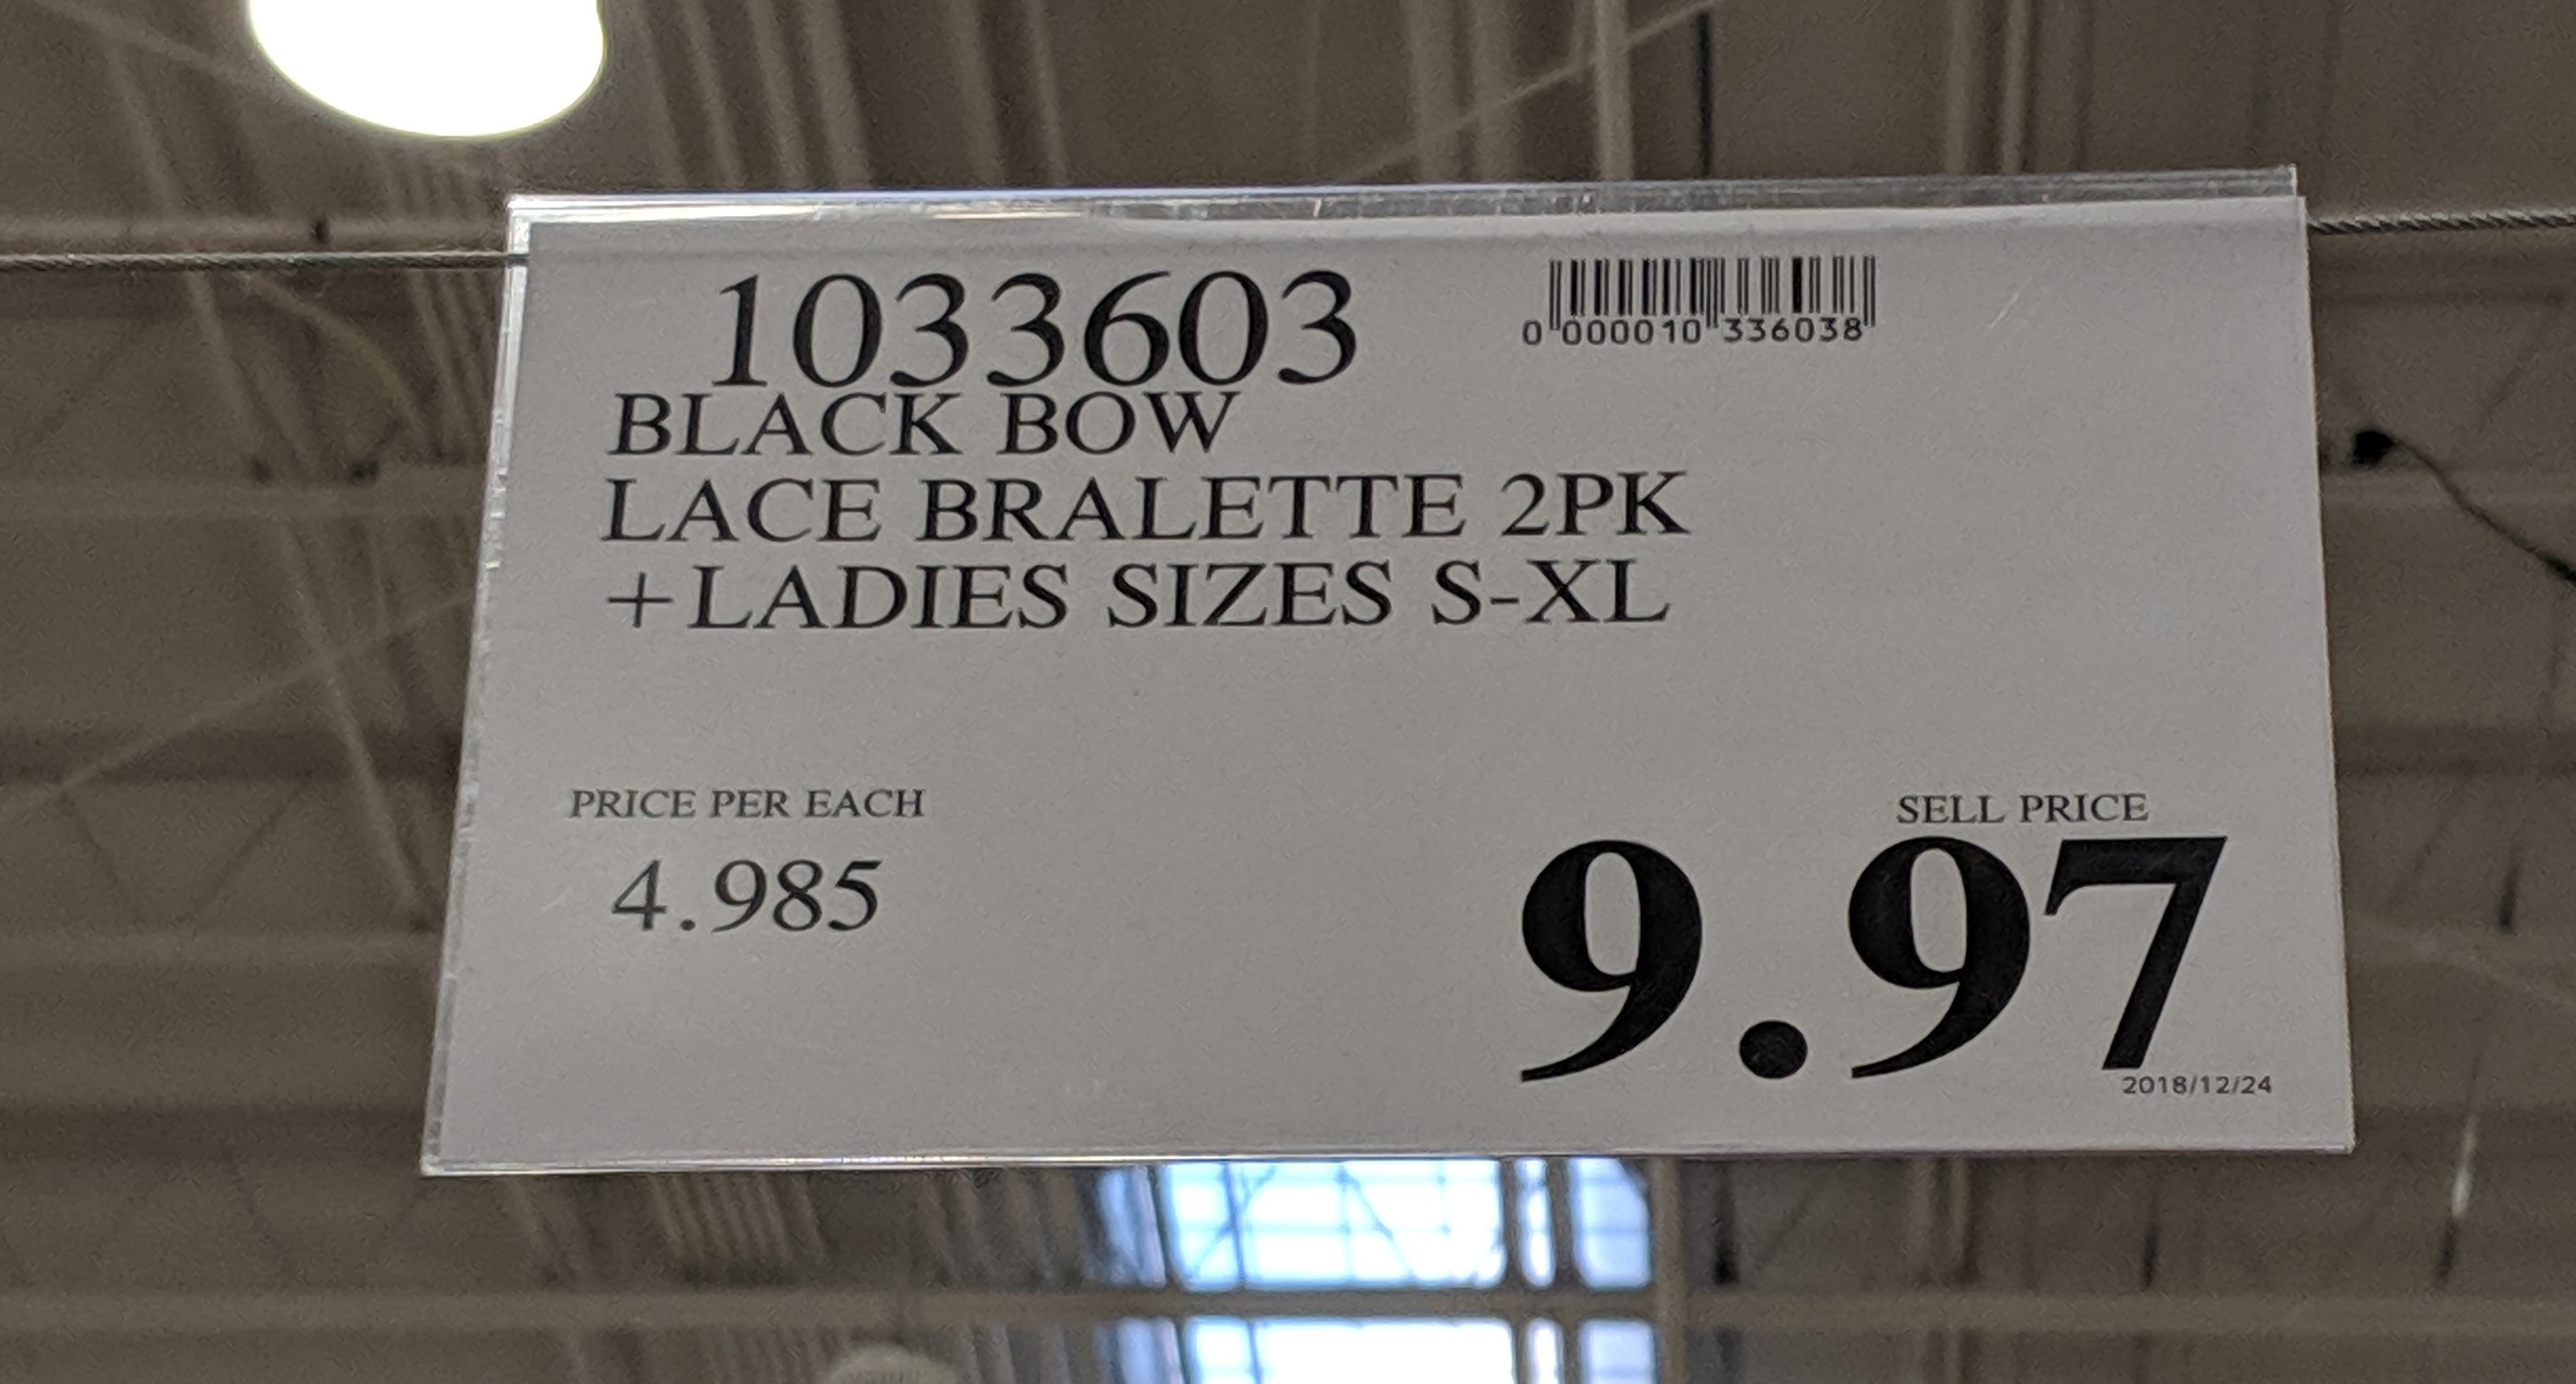 1033603
0 000010 336038
BLACK BOW
LACE BRALETTE 2PK
+LADIES SIZES S-XL
PRICE PER EACH
4.985
SELL PRICE
9.97
2018/12/24